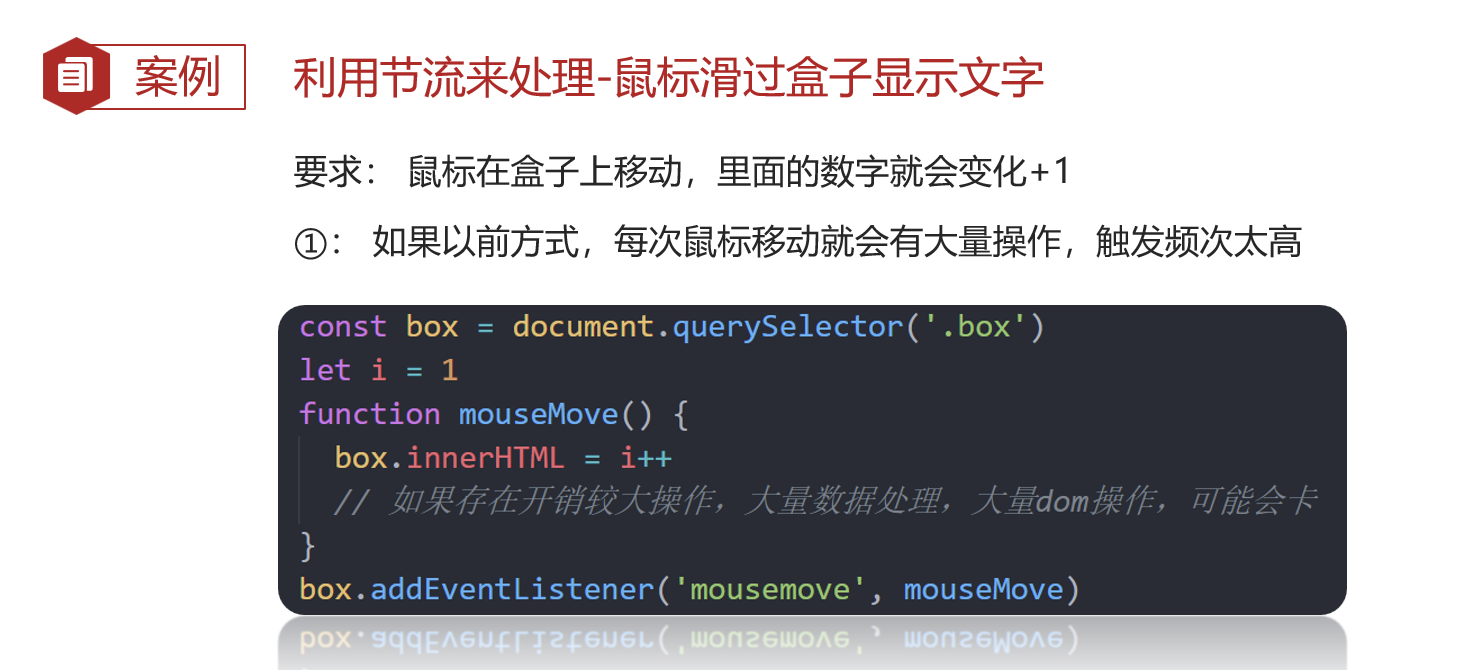 案例
利用节流来处理-鼠标滑过盒子显示文字
要求： 鼠标在盒子上移动，里面的数字就会变化+1
①： 如果以前方式，每次鼠标移动就会有大量操作，触发频次太高
const box = document.querySelector('.box')
let i = 1
function mouseMove() {
  box.innerHTML = i++
  // 如果存在开销较大操作，大量数据处理，大量dom操作，可能会卡
}
box.addEventListener('mousemove', mouseMove)